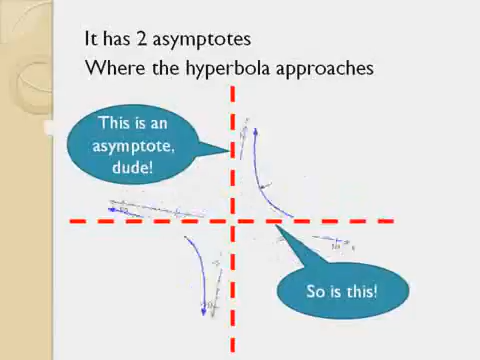 It has 2 asymptotes
Where the hyperbola approaches
This is an
asymptote,
dude!
So is this!